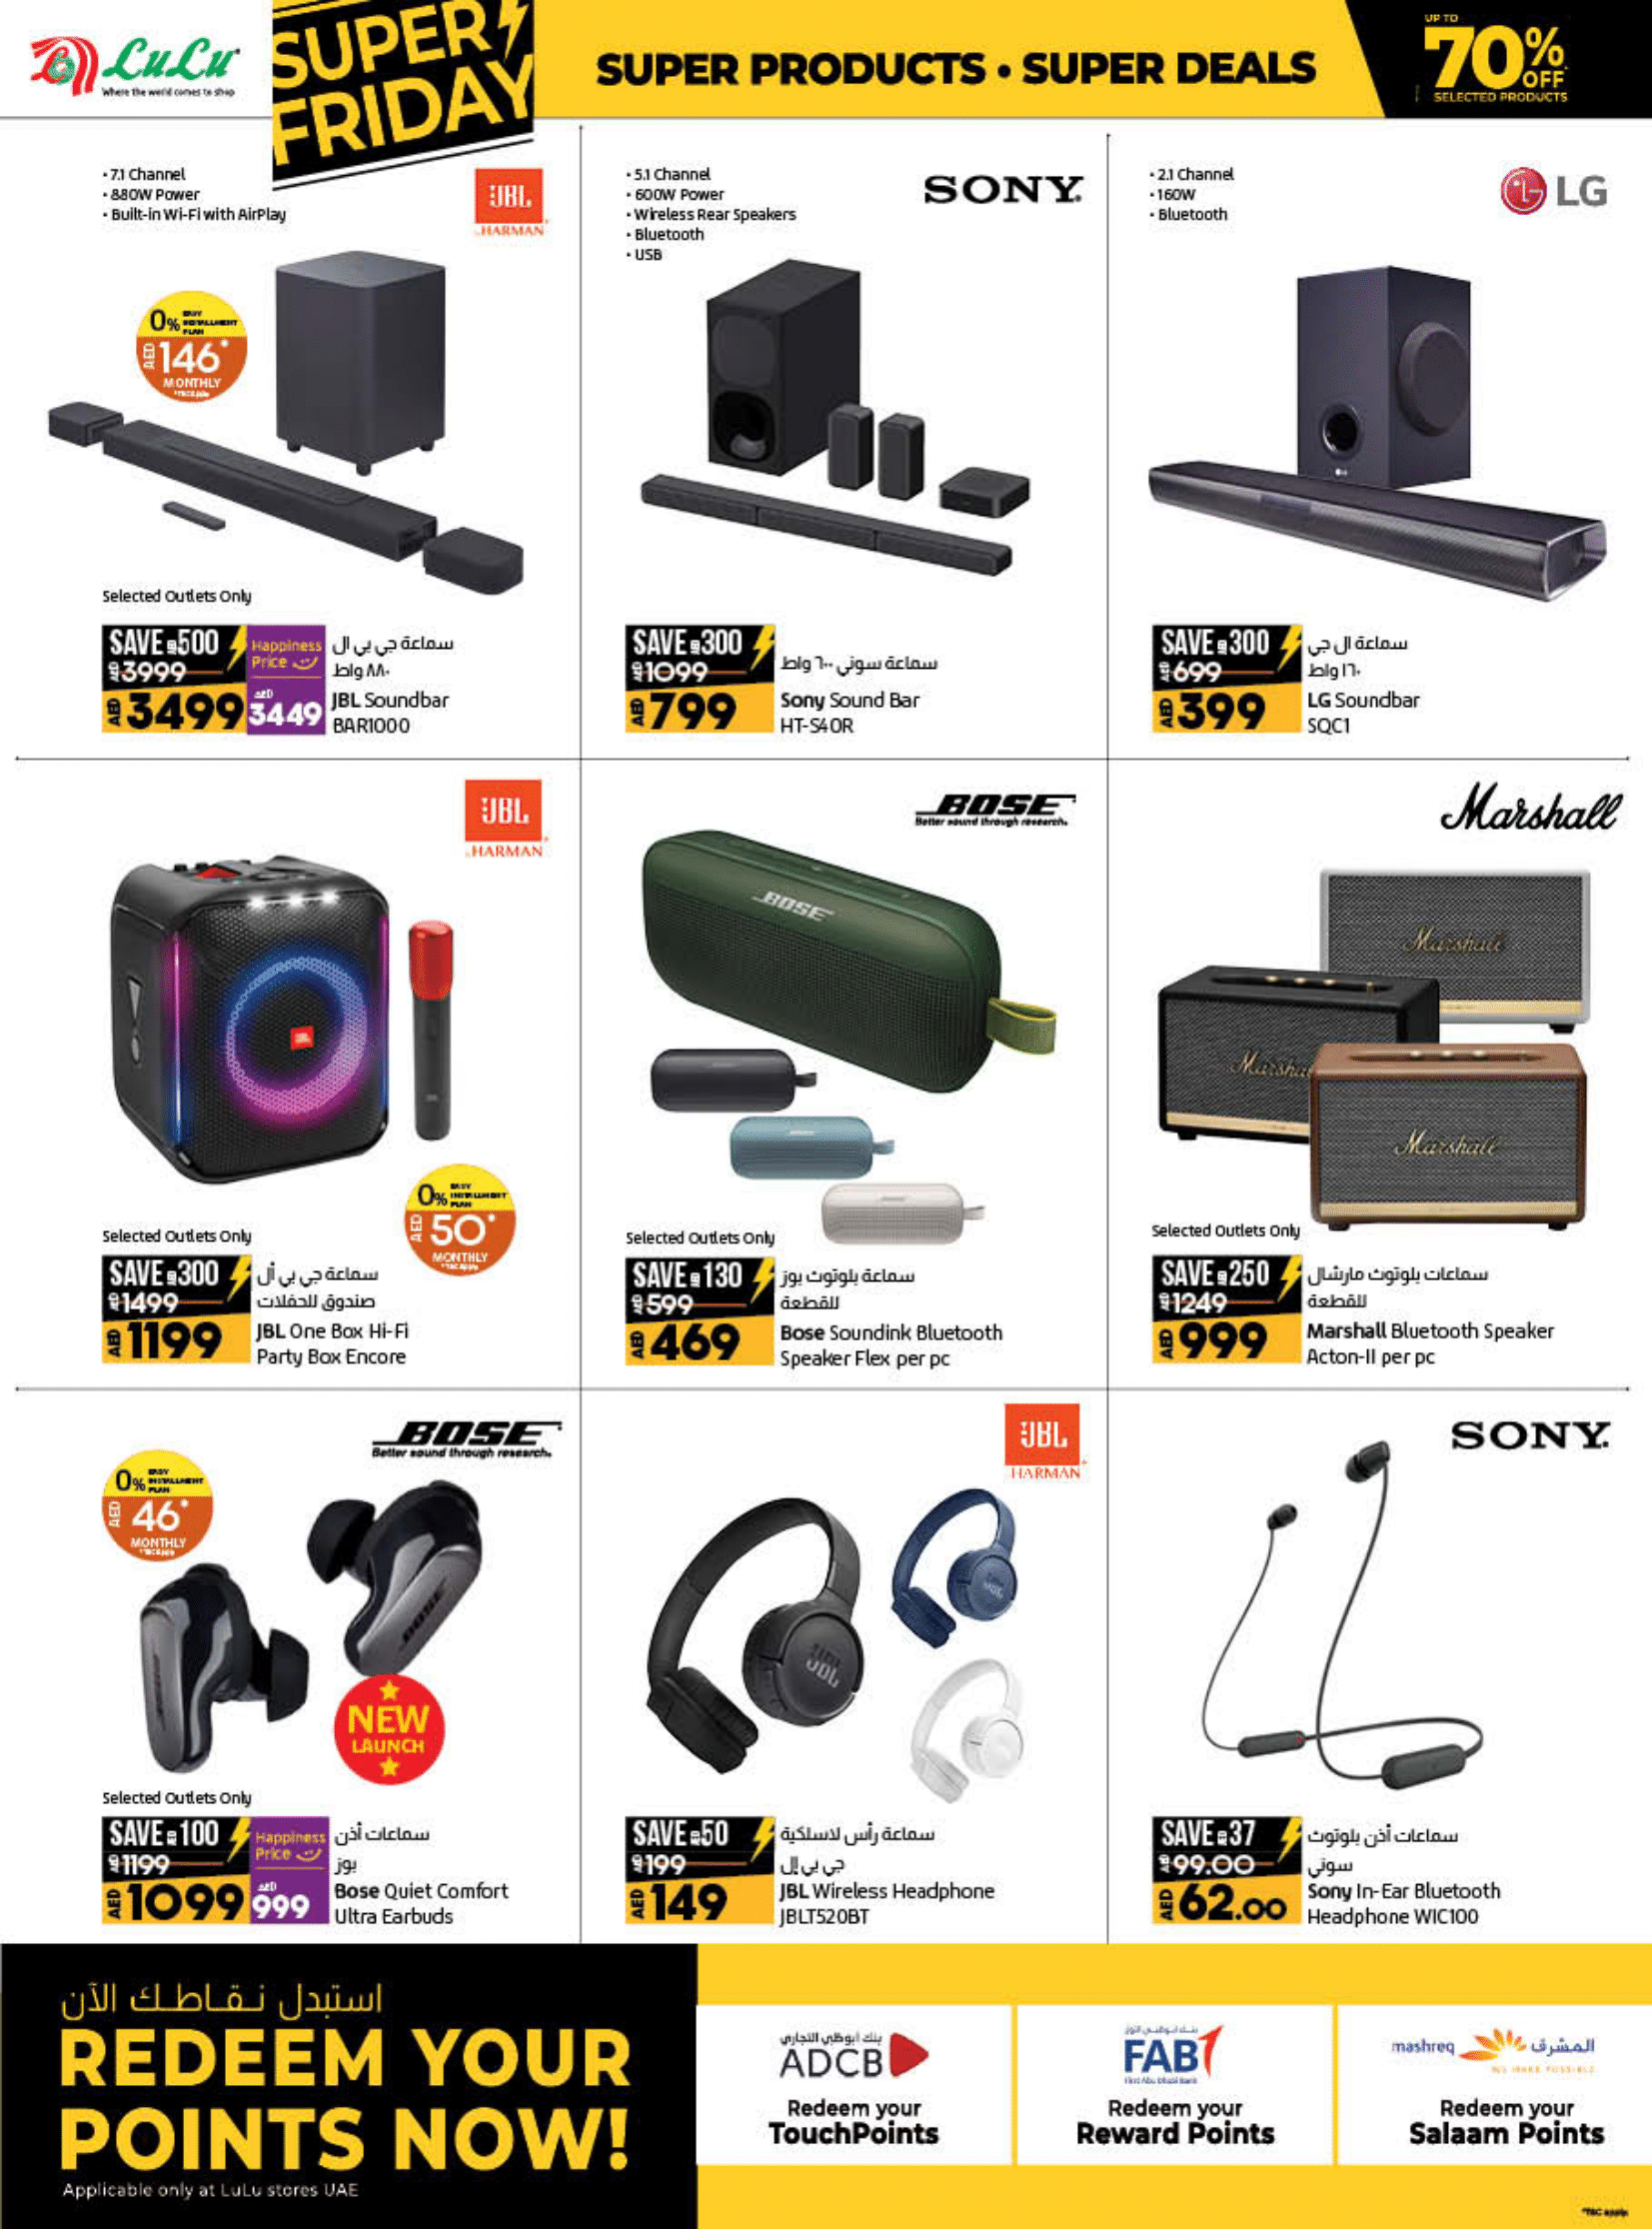 LuLu
Where the world comes to shop
SUPER
FRIDAY
SUPER PRODUCTS • SUPER DEALS
UP TO
70%
OFF
SELECTED PRODUCTS
• 7.1 Channel
• 880W Power
• Built-in Wi-Fi with AirPlay
JBL
HARMAN
0% EASY INSTALLMENT PLAN
AED 146*
MONTHLY
Selected Outlets Only
SAVE AED 500
AED 3999
AED 3499
Happiness
Price
AED
3449
سماعة جي بي ال
٨٨٠ واط
JBL Soundbar
BAR1000
• 5.1 Channel
• 600W Power
• Wireless Rear Speakers
• Bluetooth
• USB
SONY
SAVE AED 300
AED 1099
AED 799
سماعة سوني ٦٠٠ واط
Sony Sound Bar
HT-S40R
• 2.1 Channel
• 160W
• Bluetooth
LG
SAVE AED 300
AED 699
AED 399
سماعة ال جي
١٦٠ واط
LG Soundbar
SQC1
JBL
HARMAN
JBL
0% EASY INSTALLMENT PLAN
AED 50*
MONTHLY
Selected Outlets Only
SAVE AED 300
AED 1499
AED 1199
سماعة جي بي أل
صندوق للحفلات
JBL One Box Hi-Fi
Party Box Encore
BOSE
Better sound through research.
BOSE
Selected Outlets Only
SAVE AED 130
AED 599
AED 469
سماعة بلوتوث بوز
للقطعة
Bose Soundink Bluetooth
Speaker Flex per pc
Marshall
Marshall
Marshall
Marshall
Selected Outlets Only
SAVE AED 250
AED 1249
AED 999
سماعات بلوتوث مارشال
للقطعة
Marshall Bluetooth Speaker
Acton-II per pc
BOSE
Better sound through research.
0% EASY INSTALLMENT PLAN
AED 46*
MONTHLY
BOSE
NEW
LAUNCH
Selected Outlets Only
SAVE AED 100
AED 1199
AED 1099
Happiness
Price
AED
999
سماعات أذن
بوز
Bose Quiet Comfort
Ultra Earbuds
JBL
HARMAN
JBL
JBL
SAVE AED 50
AED 199
AED 149
سماعة رأس لاسلكية
جي بي إل
JBL Wireless Headphone
JBLT520BT
SONY
SAVE AED 37
AED 99.00
AED 62.00
سماعات أذن بلوتوث
سوني
Sony In-Ear Bluetooth
Headphone WIC100
استبدل نقاطك الآن
REDEEM YOUR
POINTS NOW!
Applicable only at LuLu stores UAE
بنك أبوظبي التجاري
ADCB
Redeem your
TouchPoints
بنك أبوظبي الأول
FAB
First Abu Dhabi Bank
Redeem your
Reward Points
mashreq المشرق
Redeem your
Salaam Points
*T&C apply